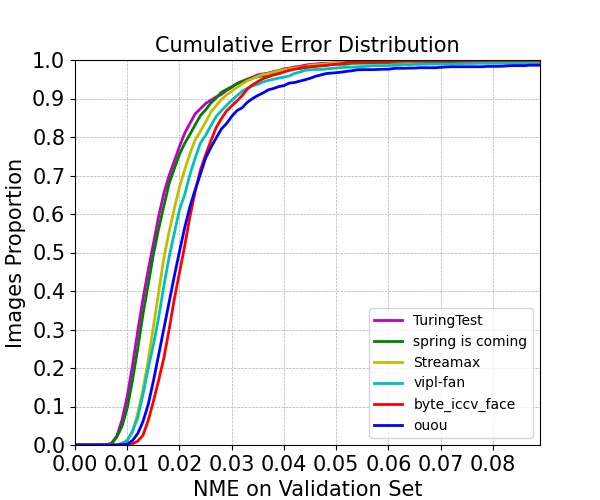 Cumulative Error Distribution
Images Proportion
1.0
0.9
0.8
0.7
0.6
0.5
0.4
0.3
0.2
0.1
0.0
TuringTest
spring is coming
Streamax
vipl-fan
byte_iccv_face
ouou
0.00 0.01 0.02 0.03 0.04 0.05 0.06 0.07 0.08
NME on Validation Set